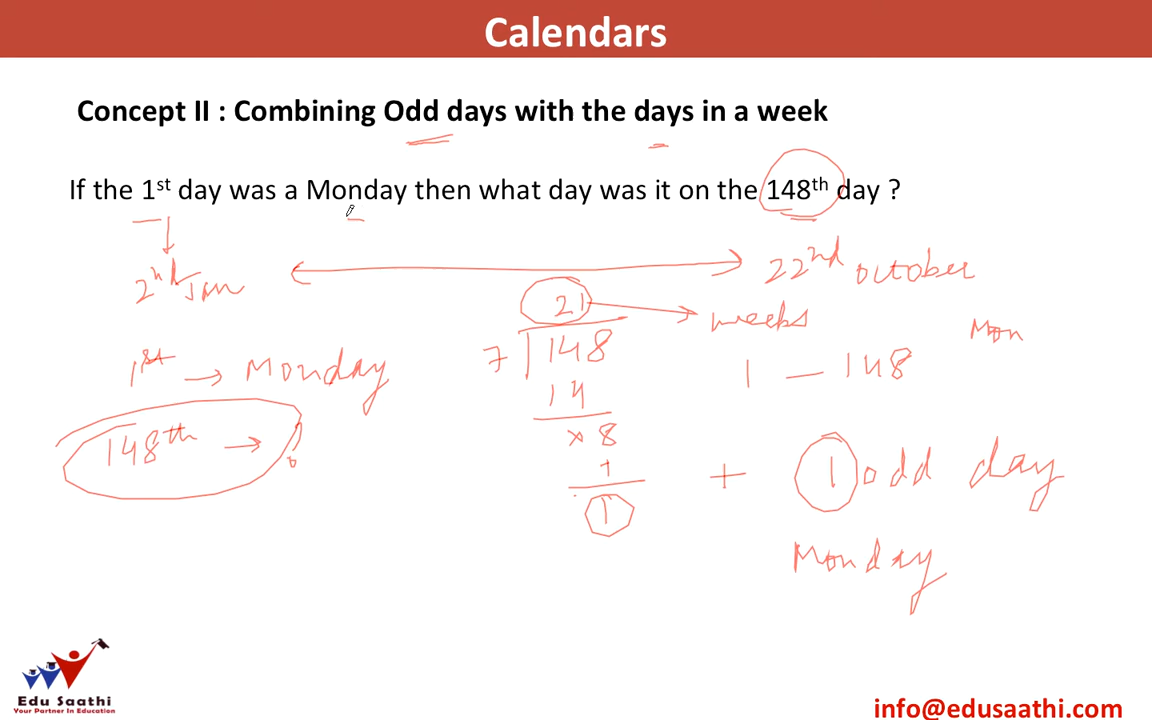 Calendars
Concept II : Combining Odd days with the days in a week
If the 1st day was a Monday then what day was it on the 148th day ?
2nd Jan
22nd october
21
weeks
Mon
7 148
1st → Monday
1 — 148
14
× 8
148th → ?
7
1 + 1 odd day
Monday
Edu Saathi
Your Partner In Education
info@edusaathi.com